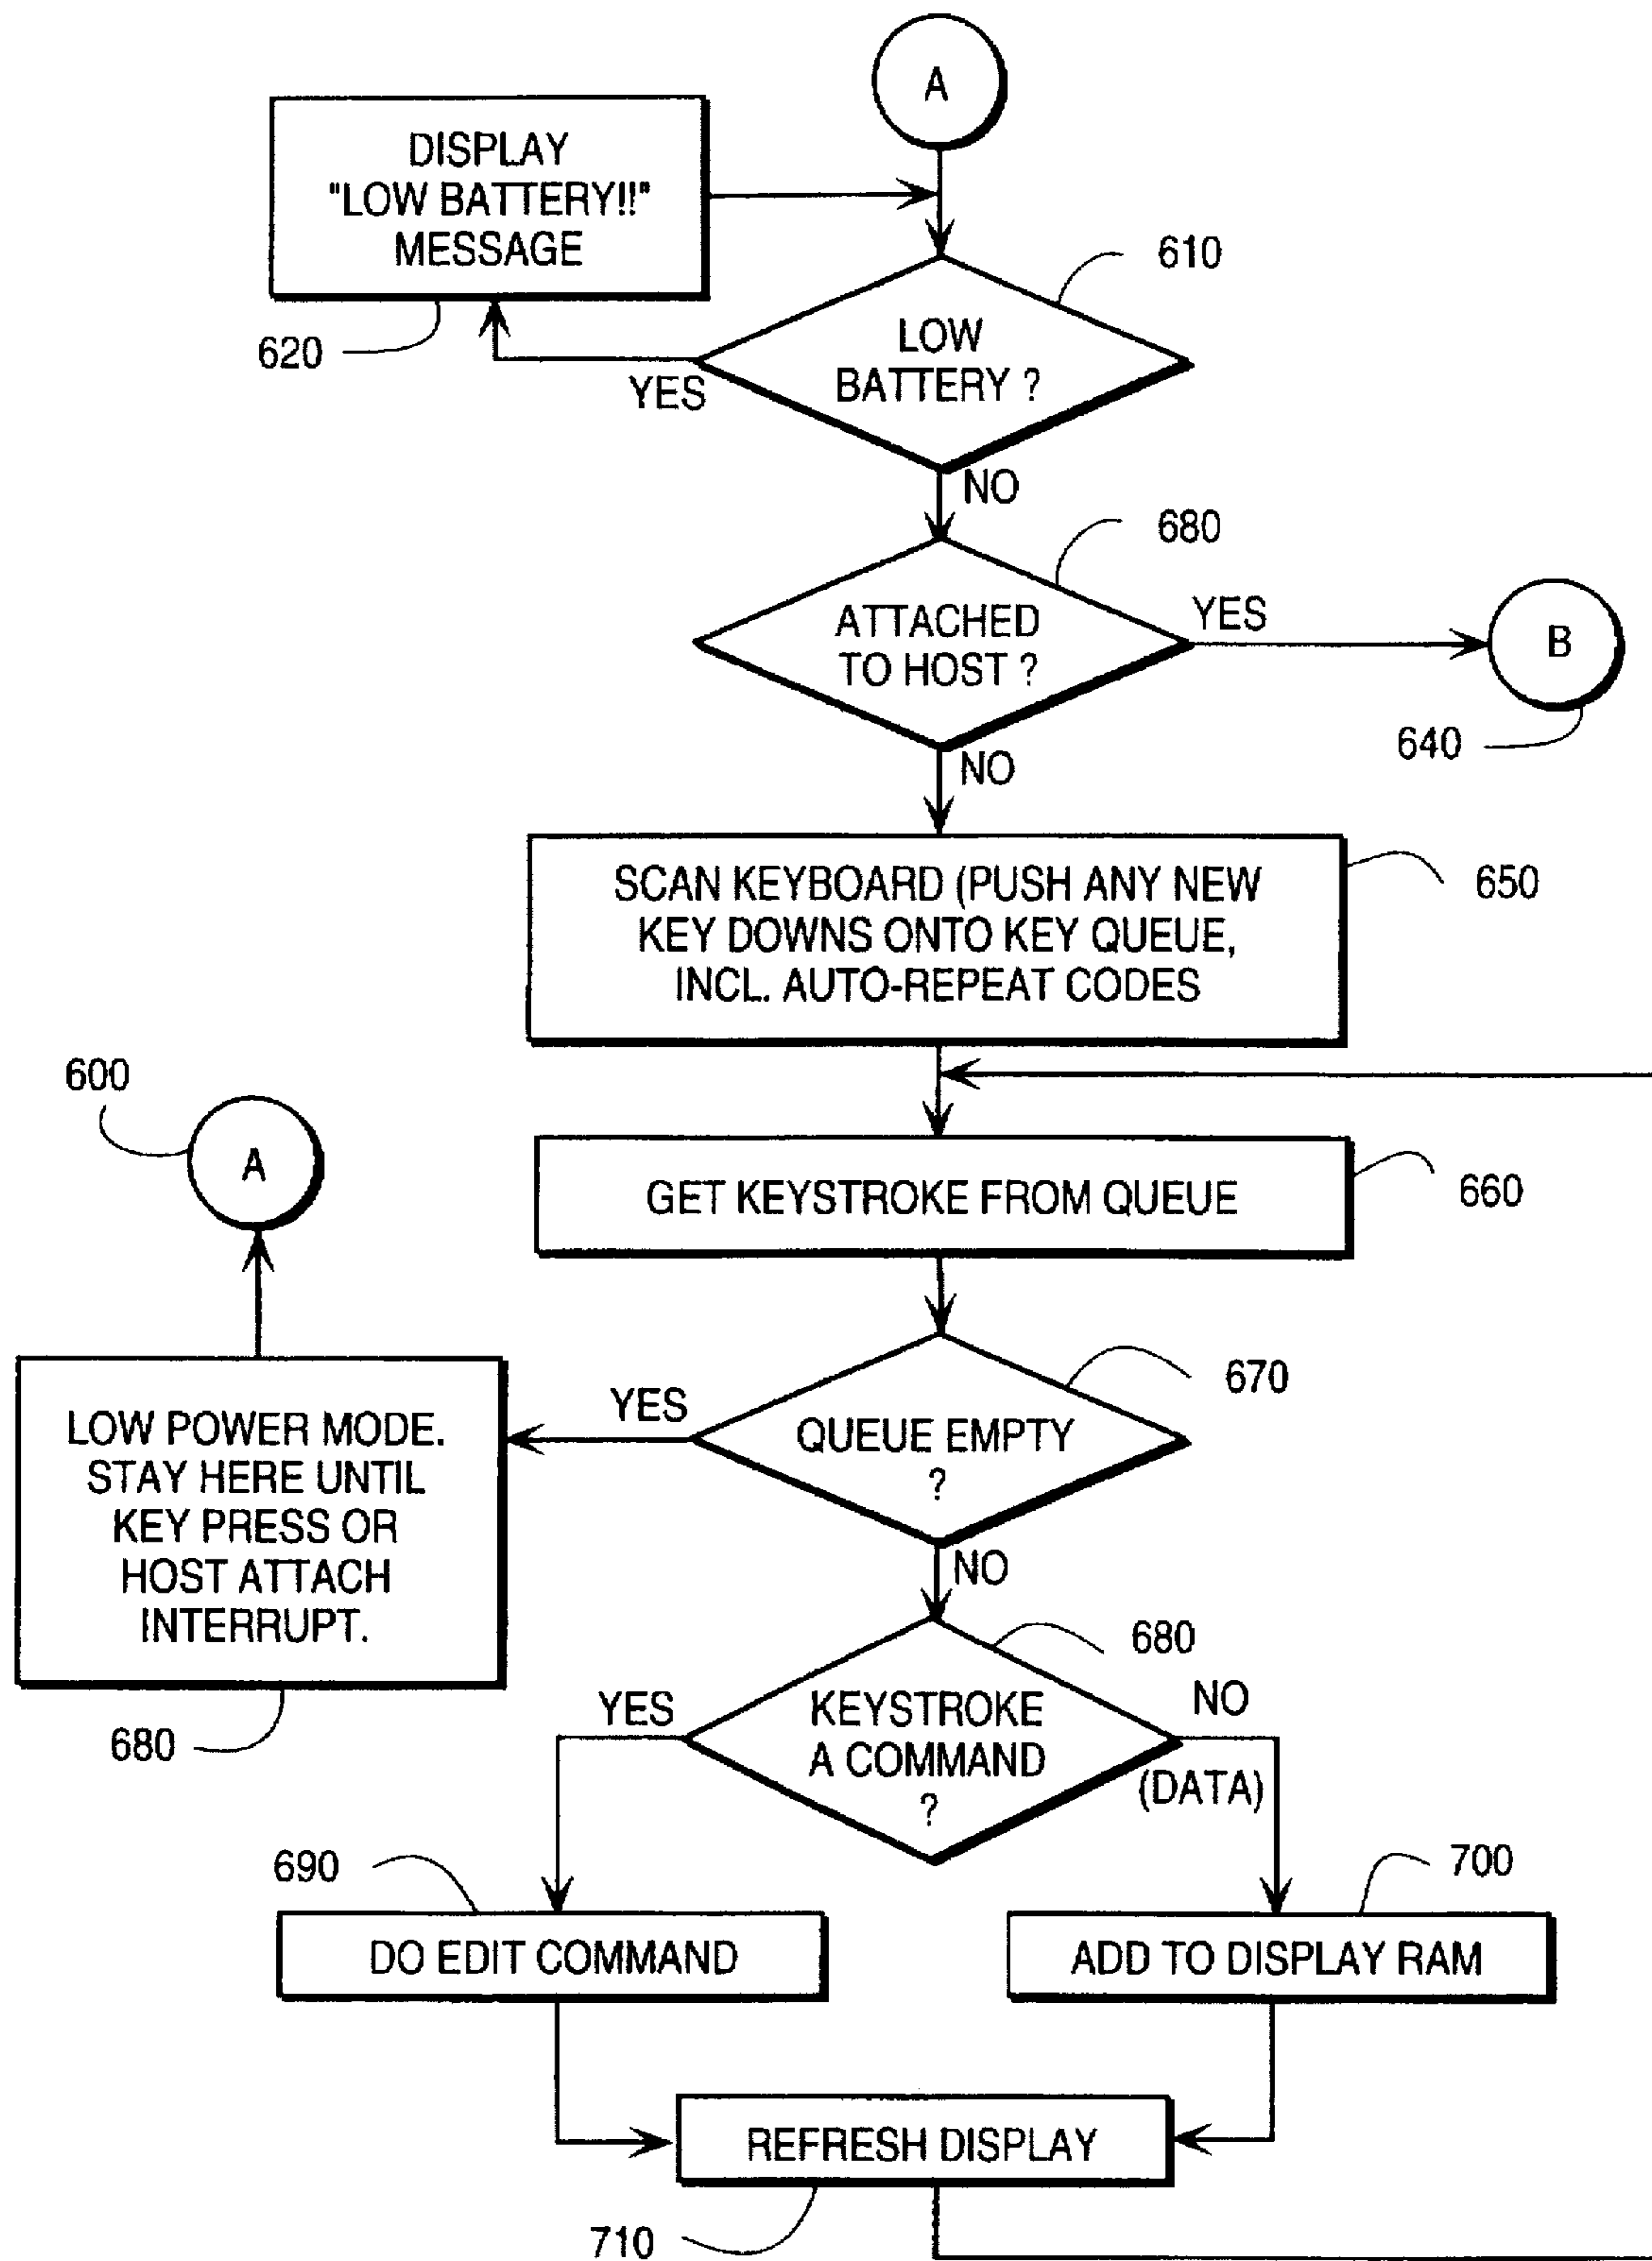 A
DISPLAY
"LOW BATTERY!!"
MESSAGE
620
610
LOW
BATTERY ?
YES
NO
680
ATTACHED
TO HOST ?
YES
B
640
NO
SCAN KEYBOARD (PUSH ANY NEW
KEY DOWNS ONTO KEY QUEUE,
INCL. AUTO-REPEAT CODES
650
600
A
GET KEYSTROKE FROM QUEUE
660
670
QUEUE EMPTY
?
YES
LOW POWER MODE.
STAY HERE UNTIL
KEY PRESS OR
HOST ATTACH
INTERRUPT.
680
NO
680
KEYSTROKE
A COMMAND
?
YES
NO
(DATA)
690
DO EDIT COMMAND
700
ADD TO DISPLAY RAM
REFRESH DISPLAY
710